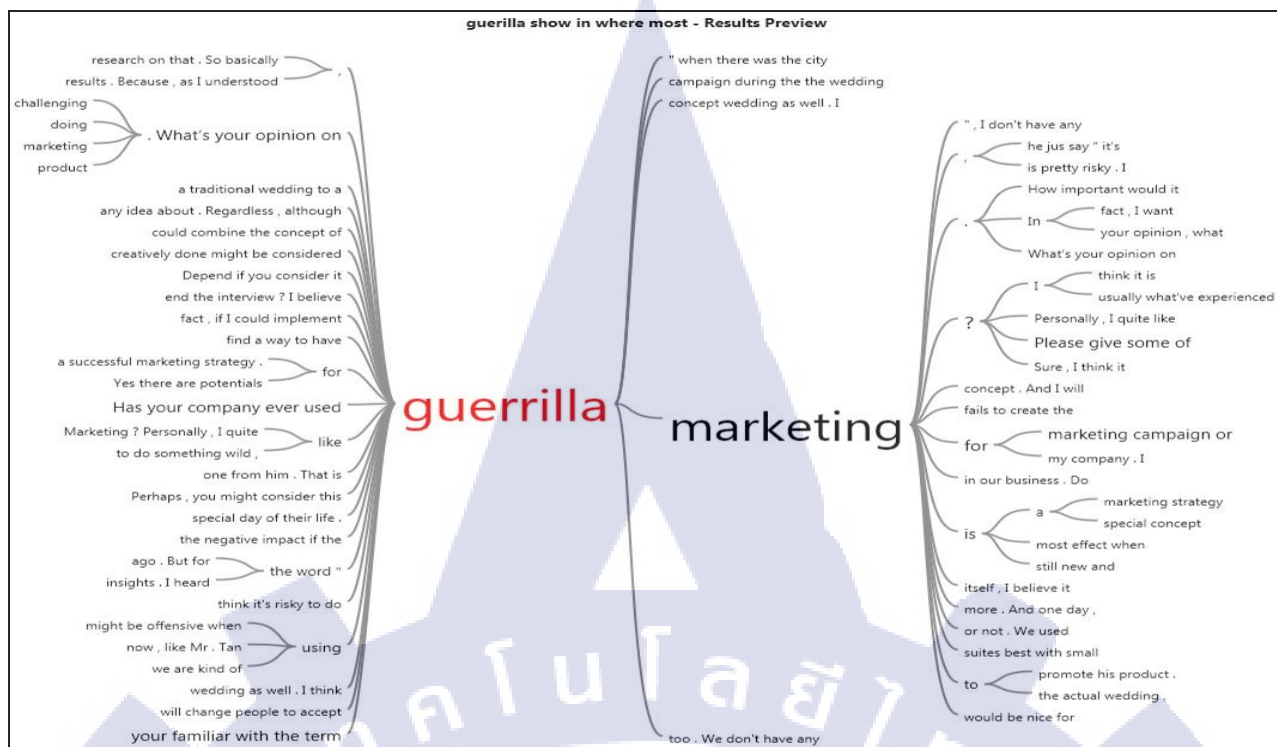 guerilla show in where most - Results Preview
research on that . So basically
results . Because , as I understood
,
challenging
doing
marketing
product
. What's your opinion on
a traditional wedding to a
any idea about . Regardless , although
could combine the concept of
creatively done might be considered
Depend if you consider it
end the interview ? I believe
fact , if I could implement
find a way to have
a successful marketing strategy .
Yes there are potentials
for
Has your company ever used
Marketing ? Personally , I quite
to do something wild ,
like
one from him . That is
Perhaps , you might consider this
special day of their life .
the negative impact if the
ago . But for
insights . I heard
the word "
think it's risky to do
might be offensive when
now , like Mr . Tan
we are kind of
using
wedding as well . I think
will change people to accept
your familiar with the term
guerrilla
" when there was the city
campaign during the the wedding
concept wedding as well . I
marketing
too . We don't have any
" , I don't have any
,
he jus say " it's
is pretty risky . I
.
How important would it
In
fact , I want
your opinion , what
What's your opinion on
?
I
think it is
usually what've experienced
Personally , I quite like
Please give some of
Sure , I think it
concept . And I will
fails to create the
for
marketing campaign or
my company . I
in our business . Do
is
a
marketing strategy
special concept
most effect when
still new and
itself , I believe it
more . And one day ,
or not . We used
suites best with small
to
promote his product .
the actual wedding .
would be nice for
คโนโลยีไ